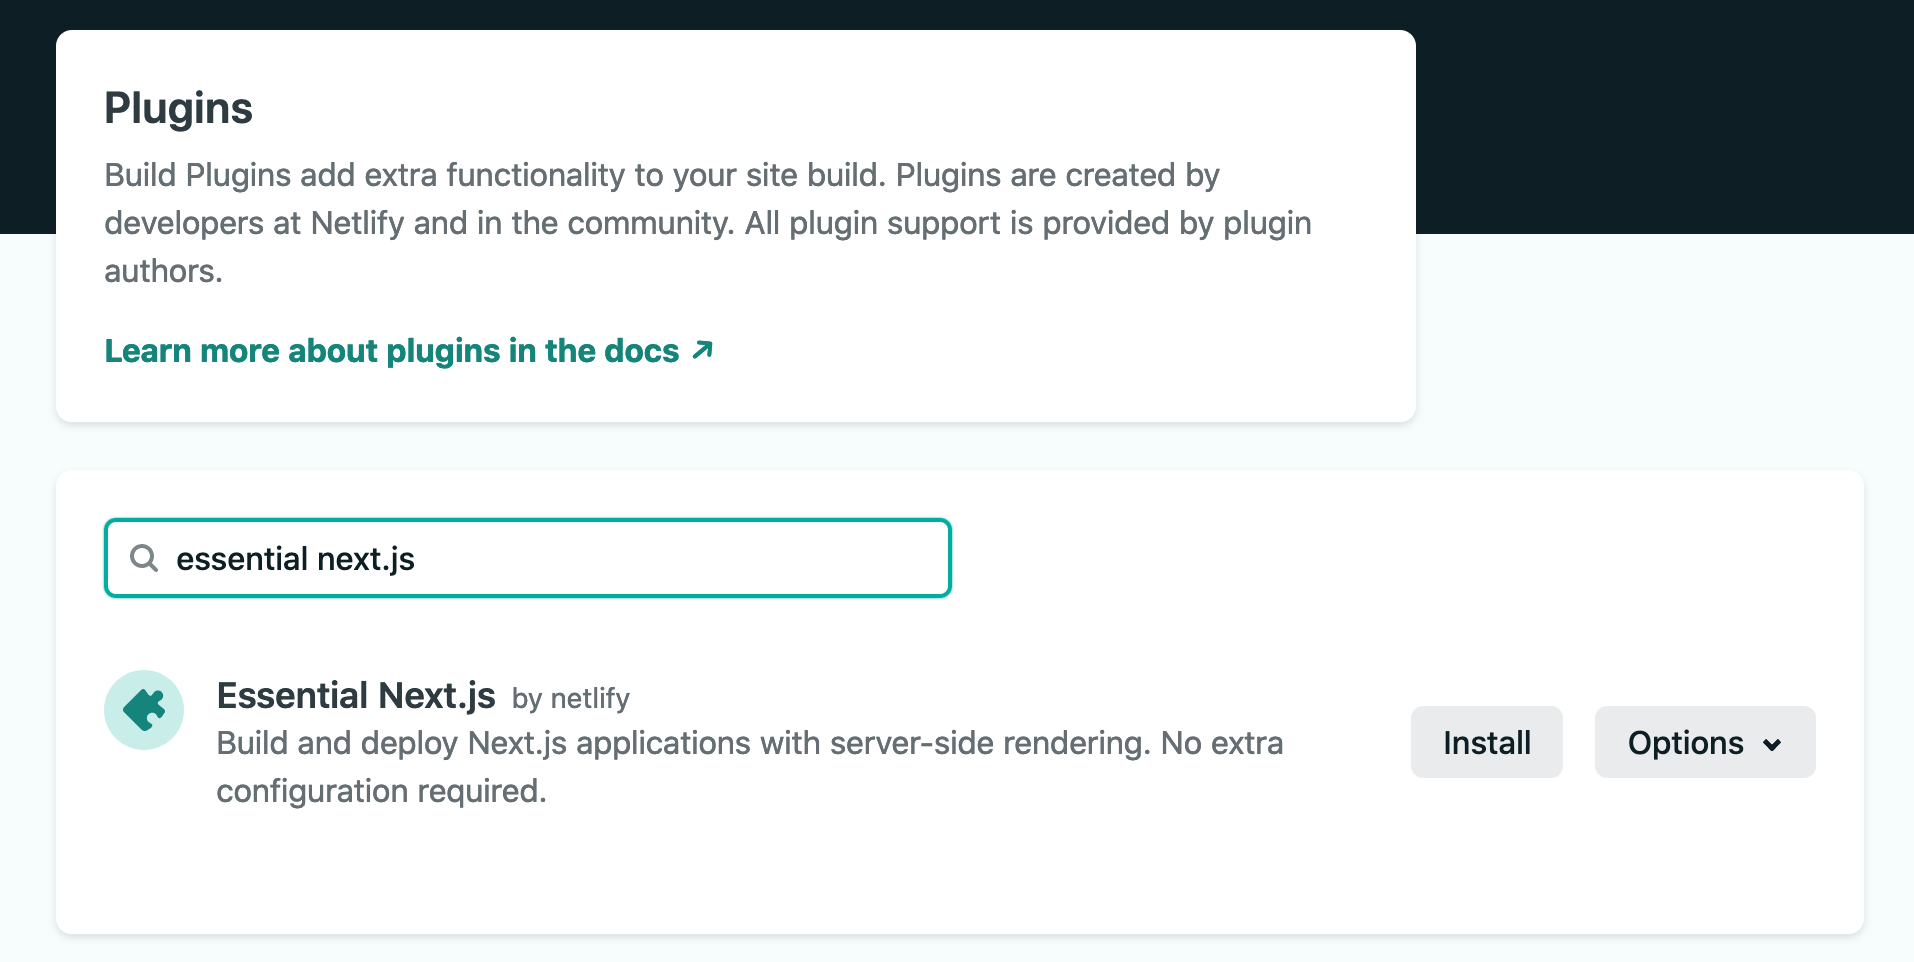 Plugins
Build Plugins add extra functionality to your site build. Plugins are created by
developers at Netlify and in the community. All plugin support is provided by plugin
authors.
Learn more about plugins in the docs
essential next.js
Essential Next.js by netlify
Build and deploy Next.js applications with server-side rendering. No extra
configuration required.
Install
Options